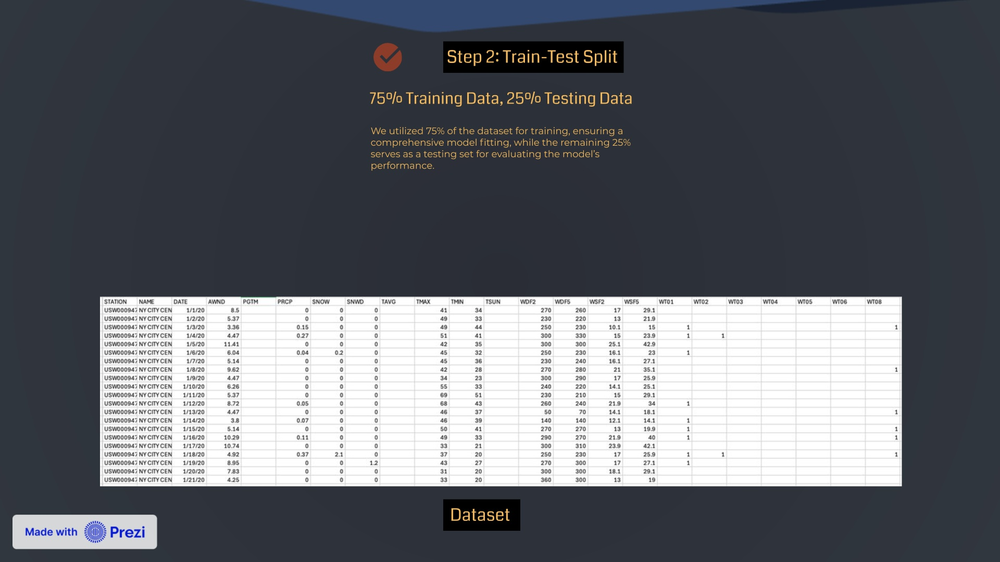 Step 2: Train-Test Split
75% Training Data, 25% Testing Data
We utilized 75% of the dataset for training, ensuring a
comprehensive model fitting, while the remaining 25%
serves as a testing set for evaluating the model's
performance.
STATION NAME DATE AWND PGTM PRCP SNOW SNWD TAVG TMAX TMIN TSUN WDF2 WDF5 WSF2 WSF5 WT01 WT02 WT03 WT04 WT05 WT06 WT08
USW000947 NY CITY CEN 1/1/20 8.5 0 0 0 41 34 270 260 17 29.1
USW000947 NY CITY CEN 1/2/20 5.37 0 0 0 49 33 230 220 13 21.9
USW000947 NY CITY CEN 1/3/20 3.36 0.15 0 0 49 44 250 230 10.1 15 1 1
USW000947 NY CITY CEN 1/4/20 4.47 0.27 0 0 51 41 300 330 15 23.9 1 1
USW000947 NY CITY CEN 1/5/20 11.41 0 0 0 42 35 300 300 25.1 42.9
USW000947 NY CITY CEN 1/6/20 6.04 0.04 0.2 0 45 32 250 230 16.1 23 1
USW000947 NY CITY CEN 1/7/20 5.14 0 0 0 45 36 230 240 16.1 27.1
USW000947 NY CITY CEN 1/8/20 9.62 0 0 0 42 28 270 280 21 35.1 1
USW000947 NY CITY CEN 1/9/20 4.47 0 0 0 34 23 300 290 17 25.9
USW000947 NY CITY CEN 1/10/20 6.26 0 0 0 55 33 240 220 14.1 25.1
USW000947 NY CITY CEN 1/11/20 5.37 0 0 0 69 51 230 210 15 29.1
USW000947 NY CITY CEN 1/12/20 8.72 0.05 0 0 68 43 260 240 21.9 34 1
USW000947 NY CITY CEN 1/13/20 4.47 0 0 0 46 37 50 70 14.1 18.1 1
USW000947 NY CITY CEN 1/14/20 3.8 0.07 0 0 46 39 140 140 12.1 14.1 1
USW000947 NY CITY CEN 1/15/20 5.14 0 0 0 50 41 270 270 13 19.9 1 1
USW000947 NY CITY CEN 1/16/20 10.29 0.11 0 0 49 33 290 270 21.9 40 1 1
USW000947 NY CITY CEN 1/17/20 10.74 0 0 0 33 21 300 310 23.9 42.1
USW000947 NY CITY CEN 1/18/20 4.92 0.37 2.1 0 37 20 250 230 17 25.9 1 1 1
USW000947 NY CITY CEN 1/19/20 8.95 0 0 1.2 43 27 270 300 17 27.1 1
USW000947 NY CITY CEN 1/20/20 7.83 0 0 0 31 20 300 300 18.1 29.1
USW000947 NY CITY CEN 1/21/20 4.25 0 0 0 33 20 360 300 13 19
Dataset
Made with Prezi